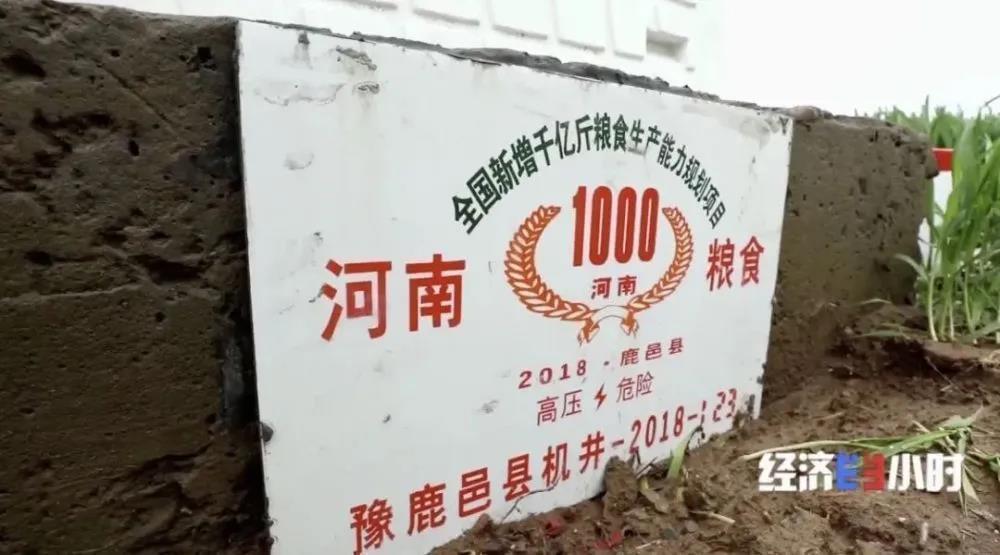 全国新增千亿斤粮食生产能力规划项目
1000
河南
河南 粮食
2018 - 鹿邑县
高压 危险
豫鹿邑县机井-2018-123
经济半小时